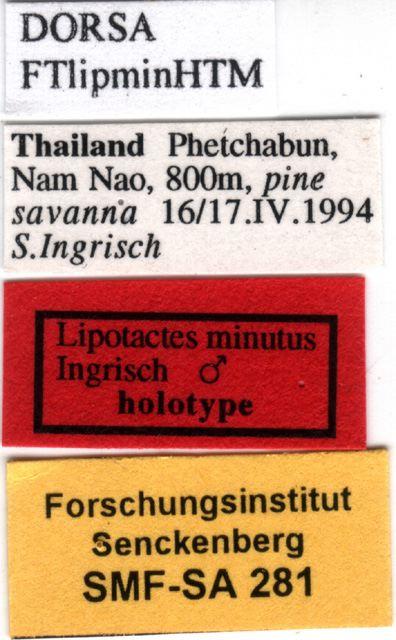 DORSA
FTlipminHTM
Thailand Phetchabun,
Nam Nao, 800m, pine
savanna 16/17.IV.1994
S.Ingrisch
Lipotactes minutus
Ingrisch ♂
holotype
Forschungsinstitut
Senckenberg
SMF-SA 281